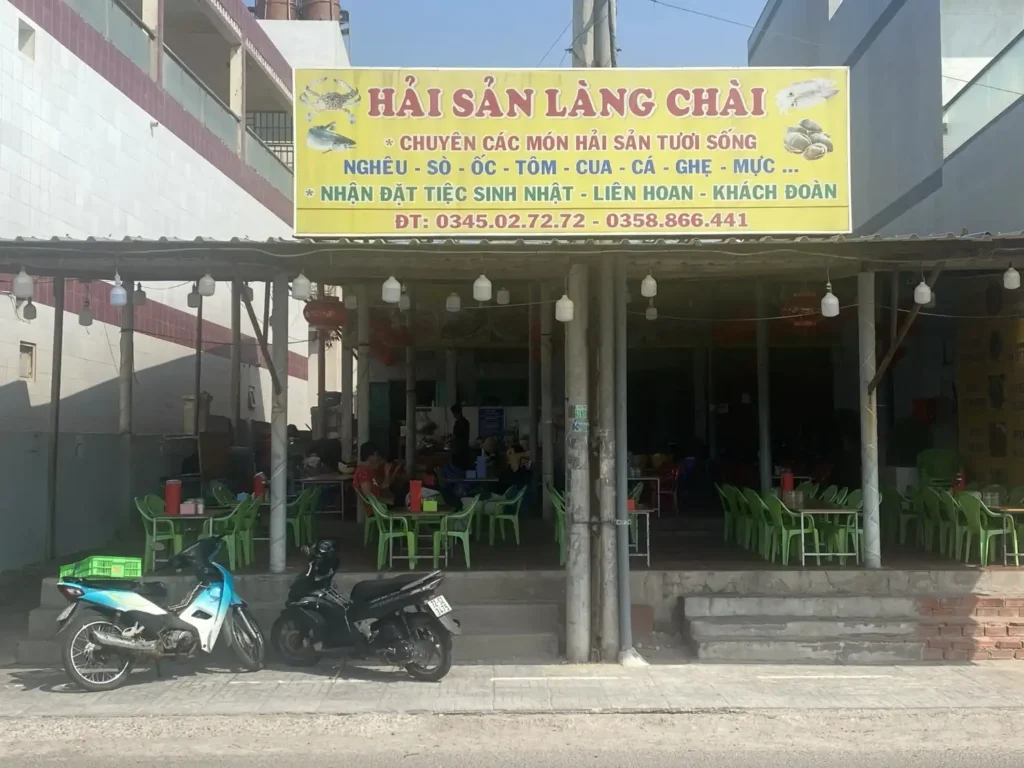 HẢI SẢN LÀNG CHÀI
* CHUYÊN CÁC MÓN HẢI SẢN TƯƠI SỐNG
NGHÊU - SÒ - ỐC - TÔM - CUA - CÁ - GHẸ - MỰC ...
* NHẬN ĐẶT TIỆC SINH NHẬT - LIÊN HOAN - KHÁCH ĐOÀN
ĐT: 0345.02.72.72 - 0358.866.441